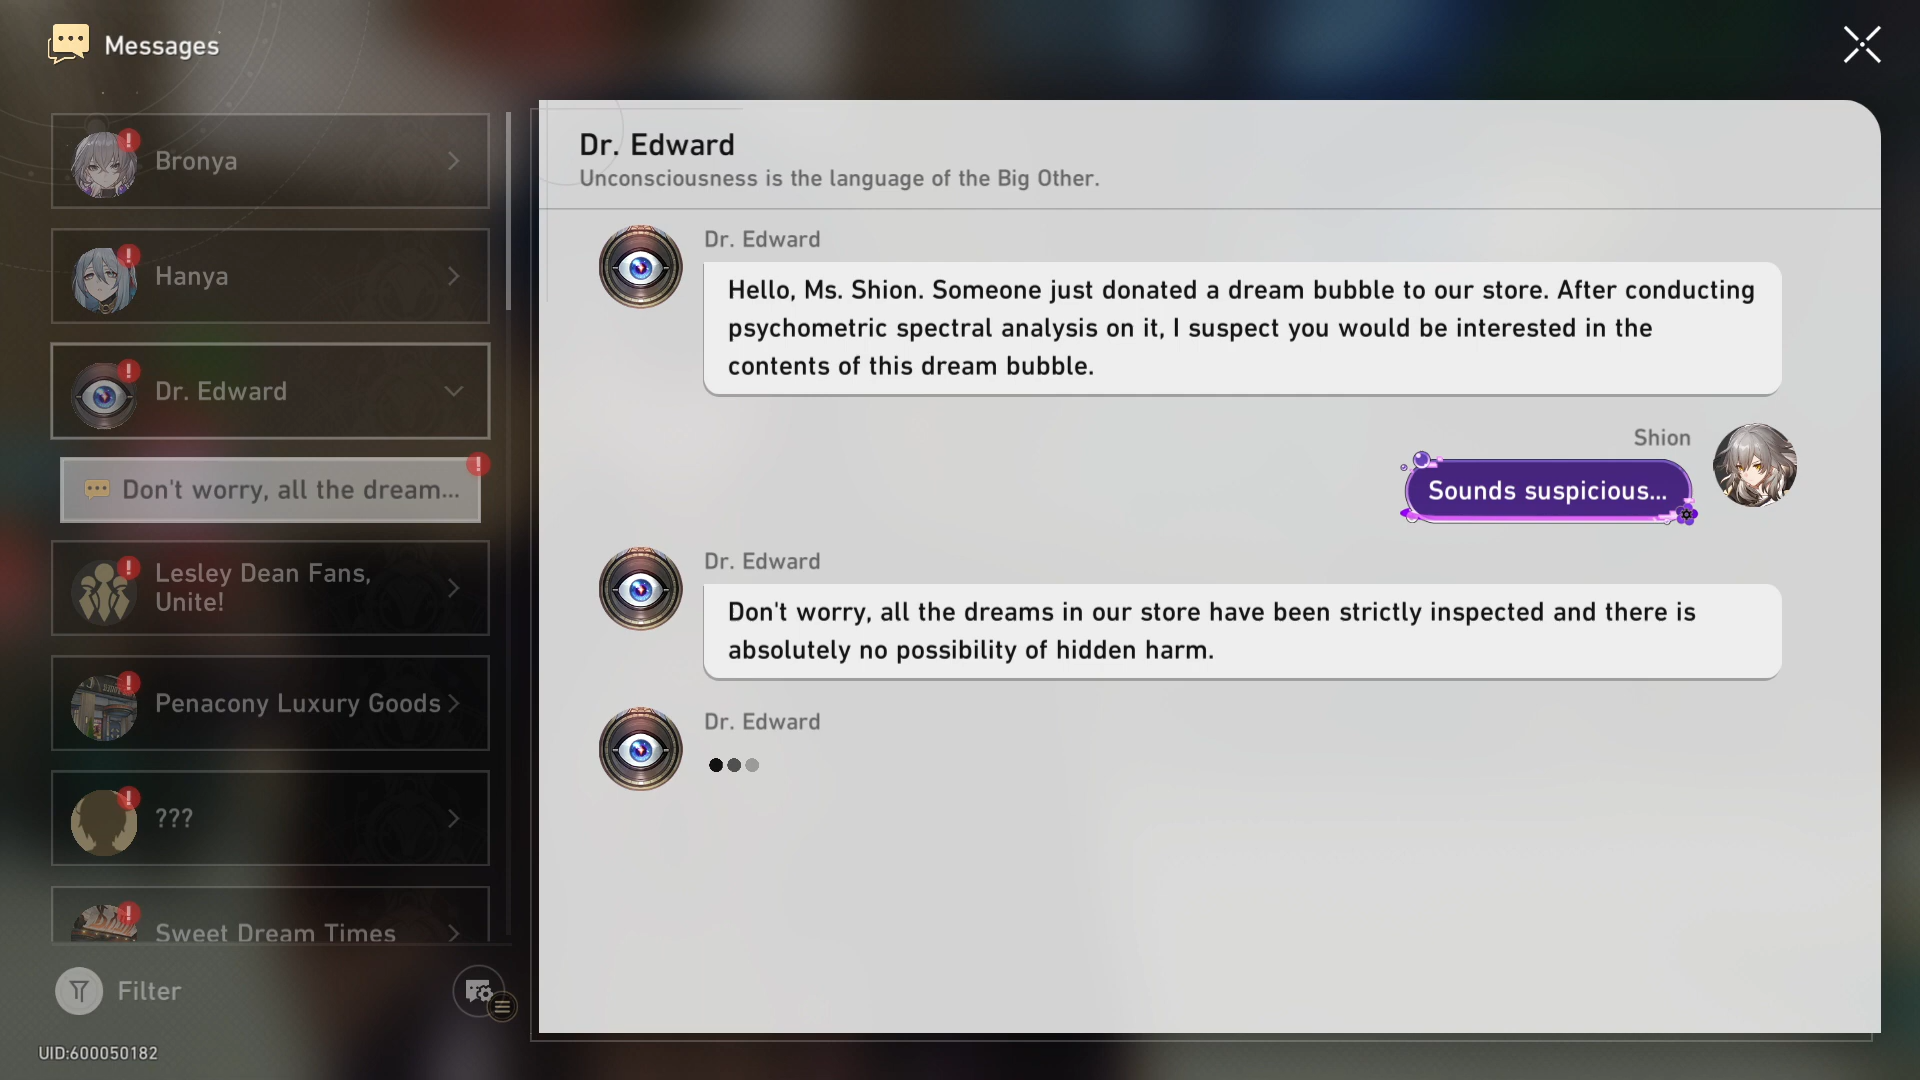 Messages
Bronya
Hanya
Dr. Edward
Don't worry, all the dream...
Lesley Dean Fans,
Unite!
Penacony Luxury Goods
???
Sweet Dream Times
Filter
UID:600050182
Dr. Edward
Unconsciousness is the language of the Big Other.
Dr. Edward
Hello, Ms. Shion. Someone just donated a dream bubble to our store. After conducting
psychometric spectral analysis on it, I suspect you would be interested in the
contents of this dream bubble.
Shion
Sounds suspicious...
Dr. Edward
Don't worry, all the dreams in our store have been strictly inspected and there is
absolutely no possibility of hidden harm.
Dr. Edward